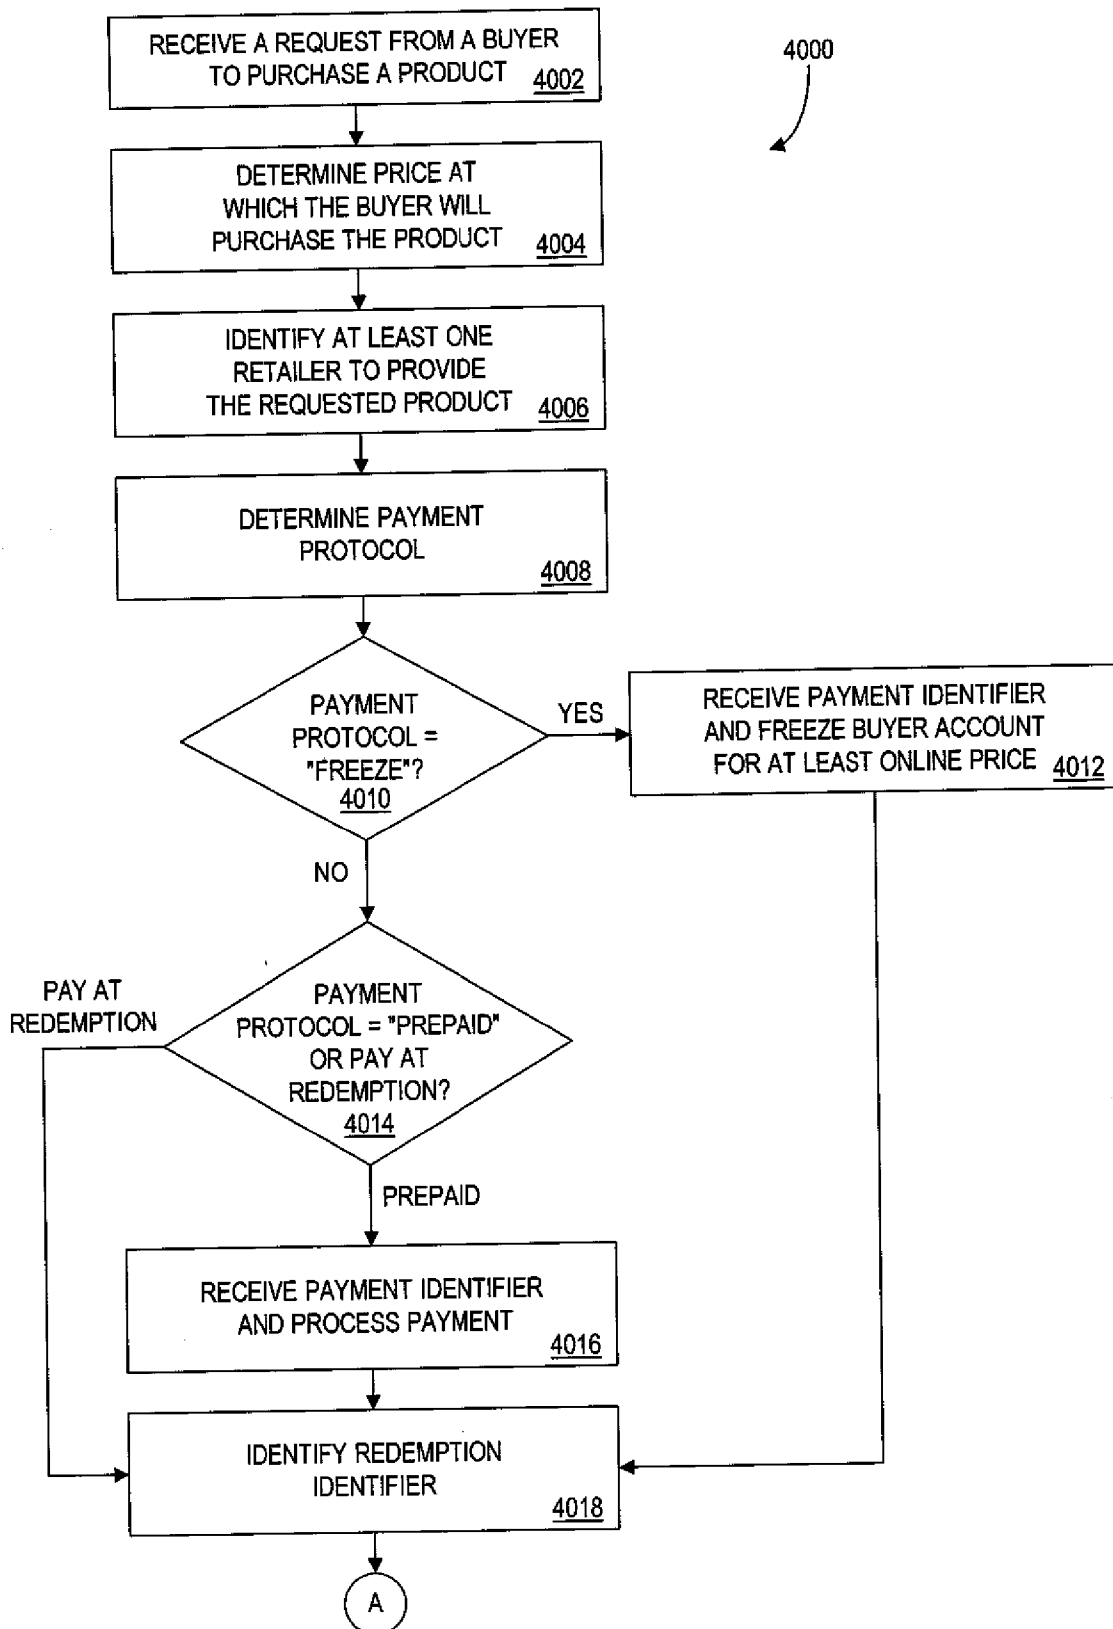 RECEIVE A REQUEST FROM A BUYER
TO PURCHASE A PRODUCT
4002
4000
DETERMINE PRICE AT
WHICH THE BUYER WILL
PURCHASE THE PRODUCT
4004
IDENTIFY AT LEAST ONE
RETAILER TO PROVIDE
THE REQUESTED PRODUCT
4006
DETERMINE PAYMENT
PROTOCOL
4008
PAYMENT
PROTOCOL =
"FREEZE"?
4010
YES
RECEIVE PAYMENT IDENTIFIER
AND FREEZE BUYER ACCOUNT
FOR AT LEAST ONLINE PRICE
4012
NO
PAY AT
REDEMPTION
PAYMENT
PROTOCOL = "PREPAID"
OR PAY AT
REDEMPTION?
4014
PREPAID
RECEIVE PAYMENT IDENTIFIER
AND PROCESS PAYMENT
4016
IDENTIFY REDEMPTION
IDENTIFIER
4018
A